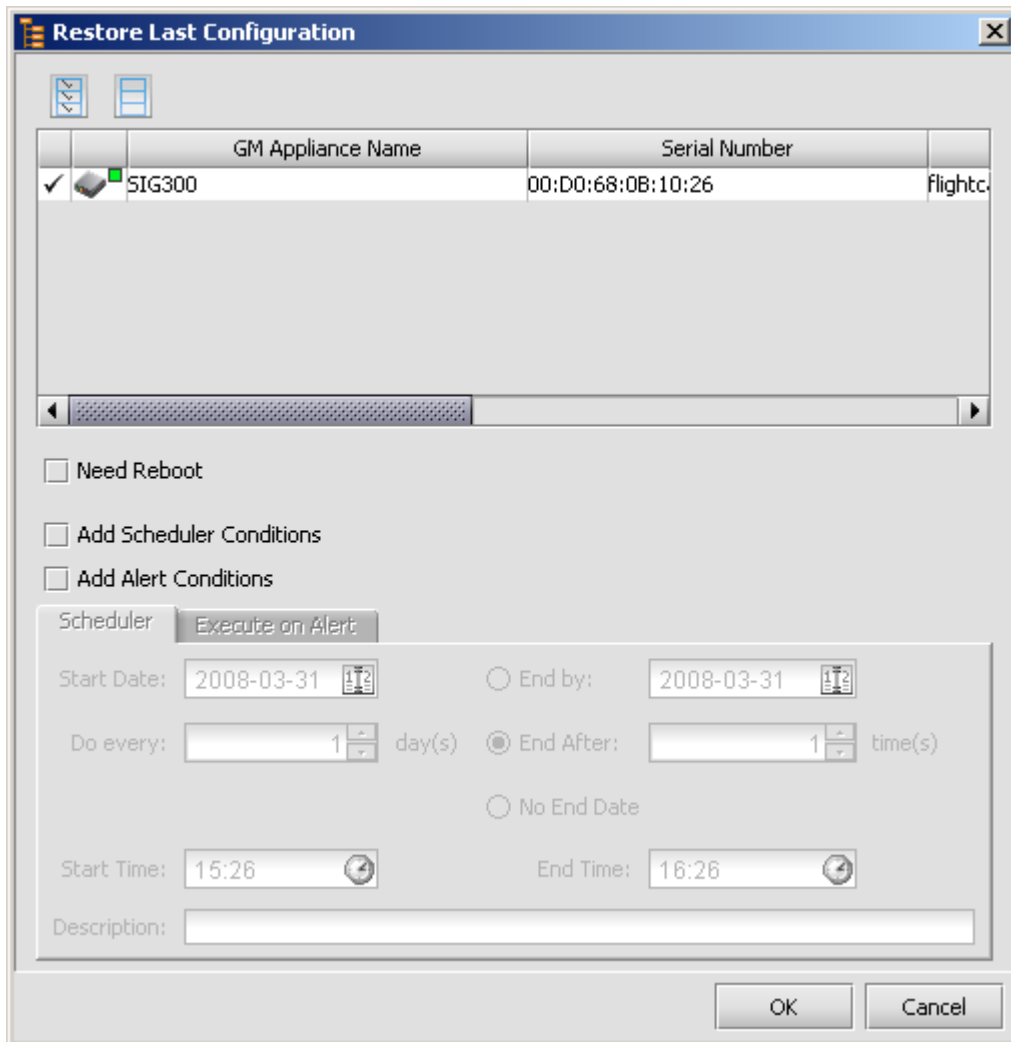 Restore Last Configuration
GM Appliance Name Serial Number
SIG300 00:D0:68:0B:10:26
Need Reboot
Add Scheduler Conditions
Add Alert Conditions
Scheduler Execute on Alert
Start Date: 2008-03-31 End by: 2008-03-31
Do every: 1 day(s) End After: 1 time(s)
No End Date
Start Time: 15:26 End Time: 16:26
Description:
OK Cancel